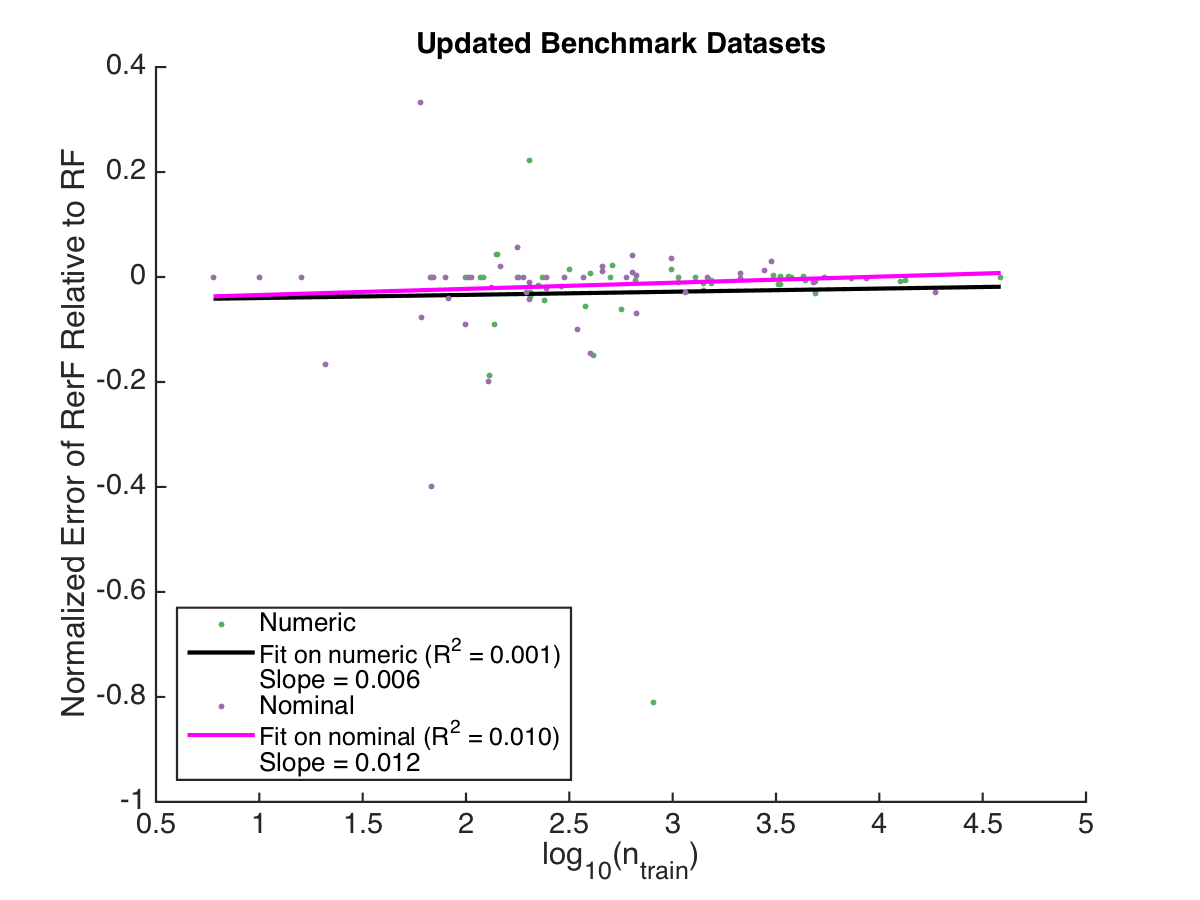 Updated Benchmark Datasets
Normalized Error of RerF Relative to RF
0.4
0.2
0
-0.2
-0.4
-0.6
-0.8
-1
Numeric
Fit on numeric (R² = 0.001)
Slope = 0.006
Nominal
Fit on nominal (R² = 0.010)
Slope = 0.012
0.5 1 1.5 2 2.5 3 3.5 4 4.5 5
log₁₀(n_train)